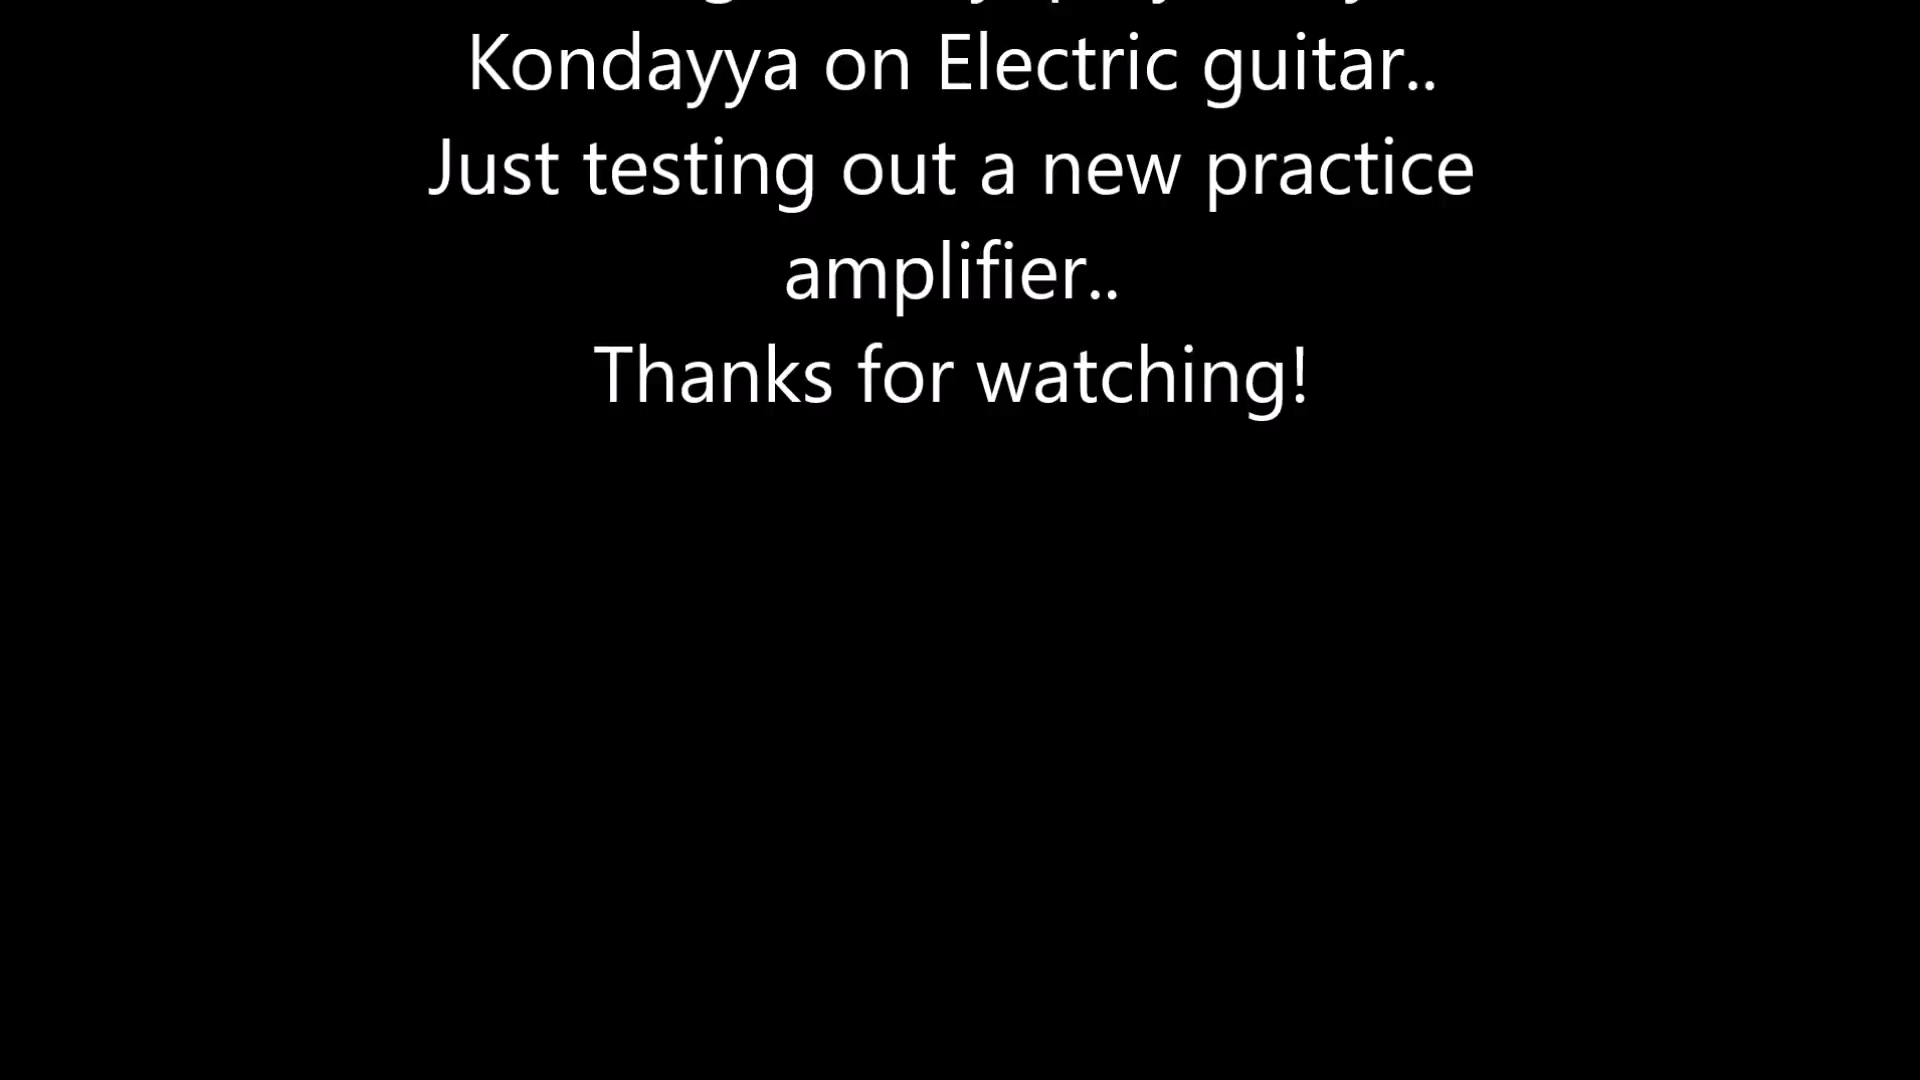 Kondayya on Electric guitar..
Just testing out a new practice
amplifier..
Thanks for watching!